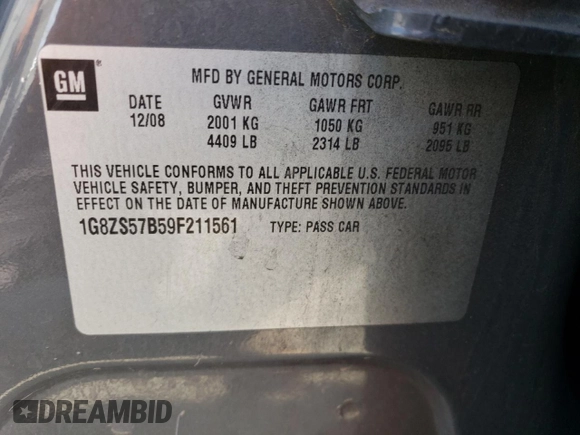 GM ®
MFD BY GENERAL MOTORS CORP.
DATE GVWR GAWR FRT GAWR RR
12/08 2001 KG 1050 KG 951 KG
4409 LB 2314 LB 2095 LB
THIS VEHICLE CONFORMS TO ALL APPLICABLE U.S. FEDERAL MOTOR
VEHICLE SAFETY, BUMPER, AND THEFT PREVENTION STANDARDS IN
EFFECT ON THE DATE OF MANUFACTURE SHOWN ABOVE.
1G8ZS57B59F211561 TYPE: PASS CAR
DREAMBID